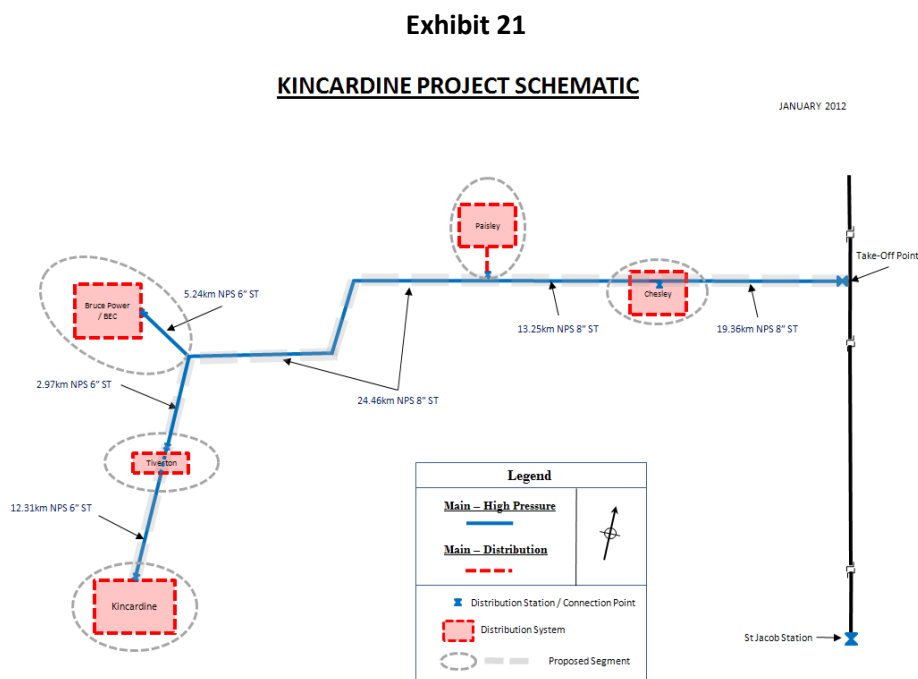 Exhibit 21
KINCARDINE PROJECT SCHEMATIC
JANUARY 2012
Paisley
Take-Off Point
Bruce Power
/ BEC
5.24km NPS 6" ST
Chesley
13.25km NPS 8" ST
19.36km NPS 8" ST
2.97km NPS 6" ST
24.46km NPS 8" ST
Tiverton
12.31km NPS 6" ST
Kincardine
Legend
Main – High Pressure
Main – Distribution
Distribution Station / Connection Point
Distribution System
Proposed Segment
St Jacob Station